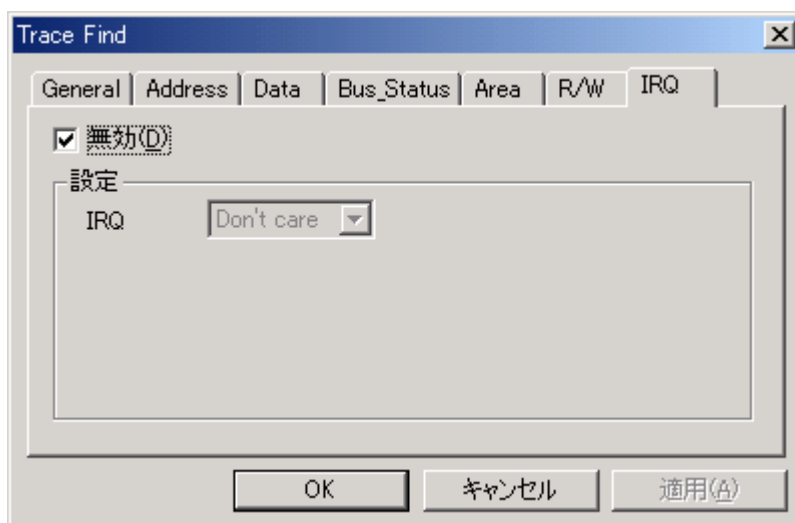 Trace Find
General Address Data Bus_Status Area R/W IRQ
無効(D)
設定
IRQ Don't care
OK キャンセル 適用(A)